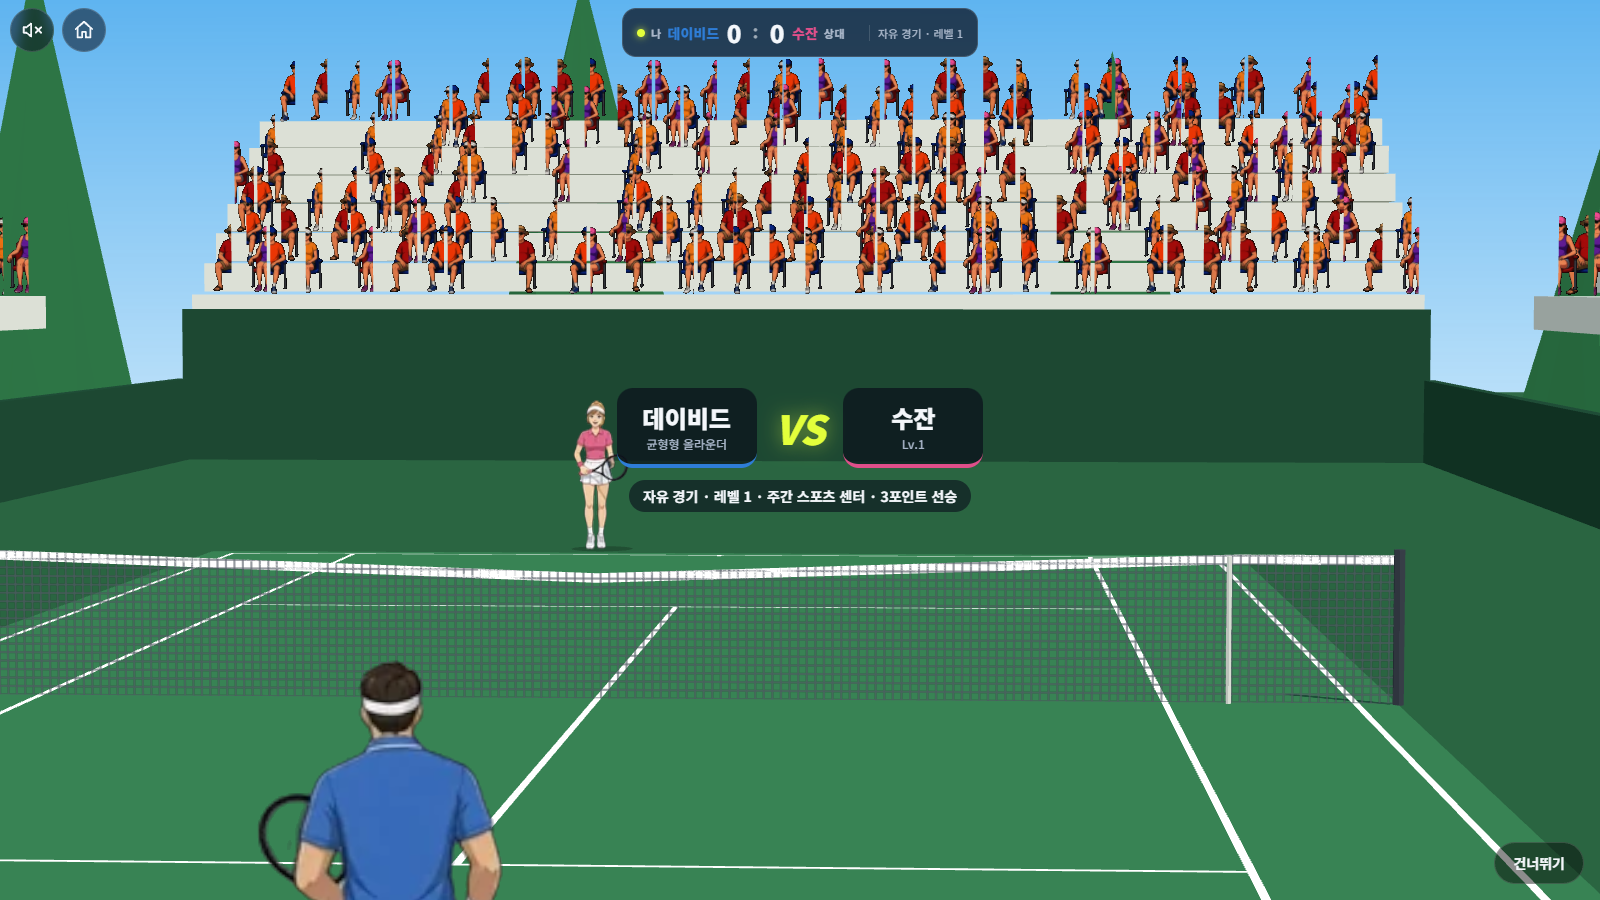 나 데이비드 0 : 0 수잔 상대 자유 경기 · 레벨 1
데이비드
균형형 올라운더
VS
수잔
Lv.1
자유 경기 · 레벨 1 · 주간 스포츠 센터 · 3포인트 선승
건너뛰기